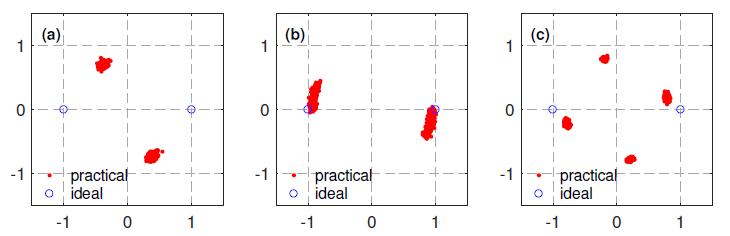 (a)
1
0
-1
practical
ideal
-1 0 1
(b)
1
0
-1
practical
ideal
-1 0 1
(c)
1
0
-1
practical
ideal
-1 0 1